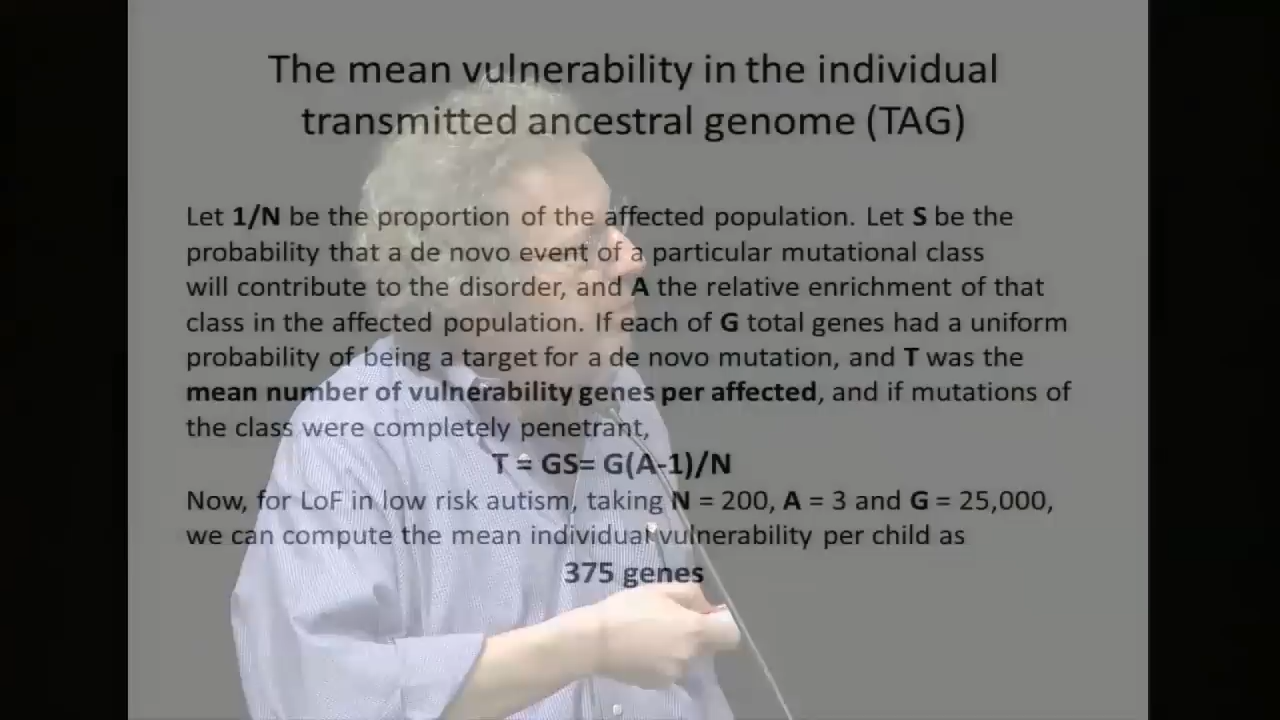 The mean vulnerability in the individual
transmitted ancestral genome (TAG)
Let 1/N be the proportion of the affected population. Let S be the
probability that a de novo event of a particular mutational class
will contribute to the disorder, and A the relative enrichment of that
class in the affected population. If each of G total genes had a uniform
probability of being a target for a de novo mutation, and T was the
mean number of vulnerability genes per affected, and if mutations of
the class were completely penetrant,
T = GS= G(A-1)/N
Now, for LoF in low risk autism, taking N = 200, A = 3 and G = 25,000,
we can compute the mean individual vulnerability per child as
375 genes